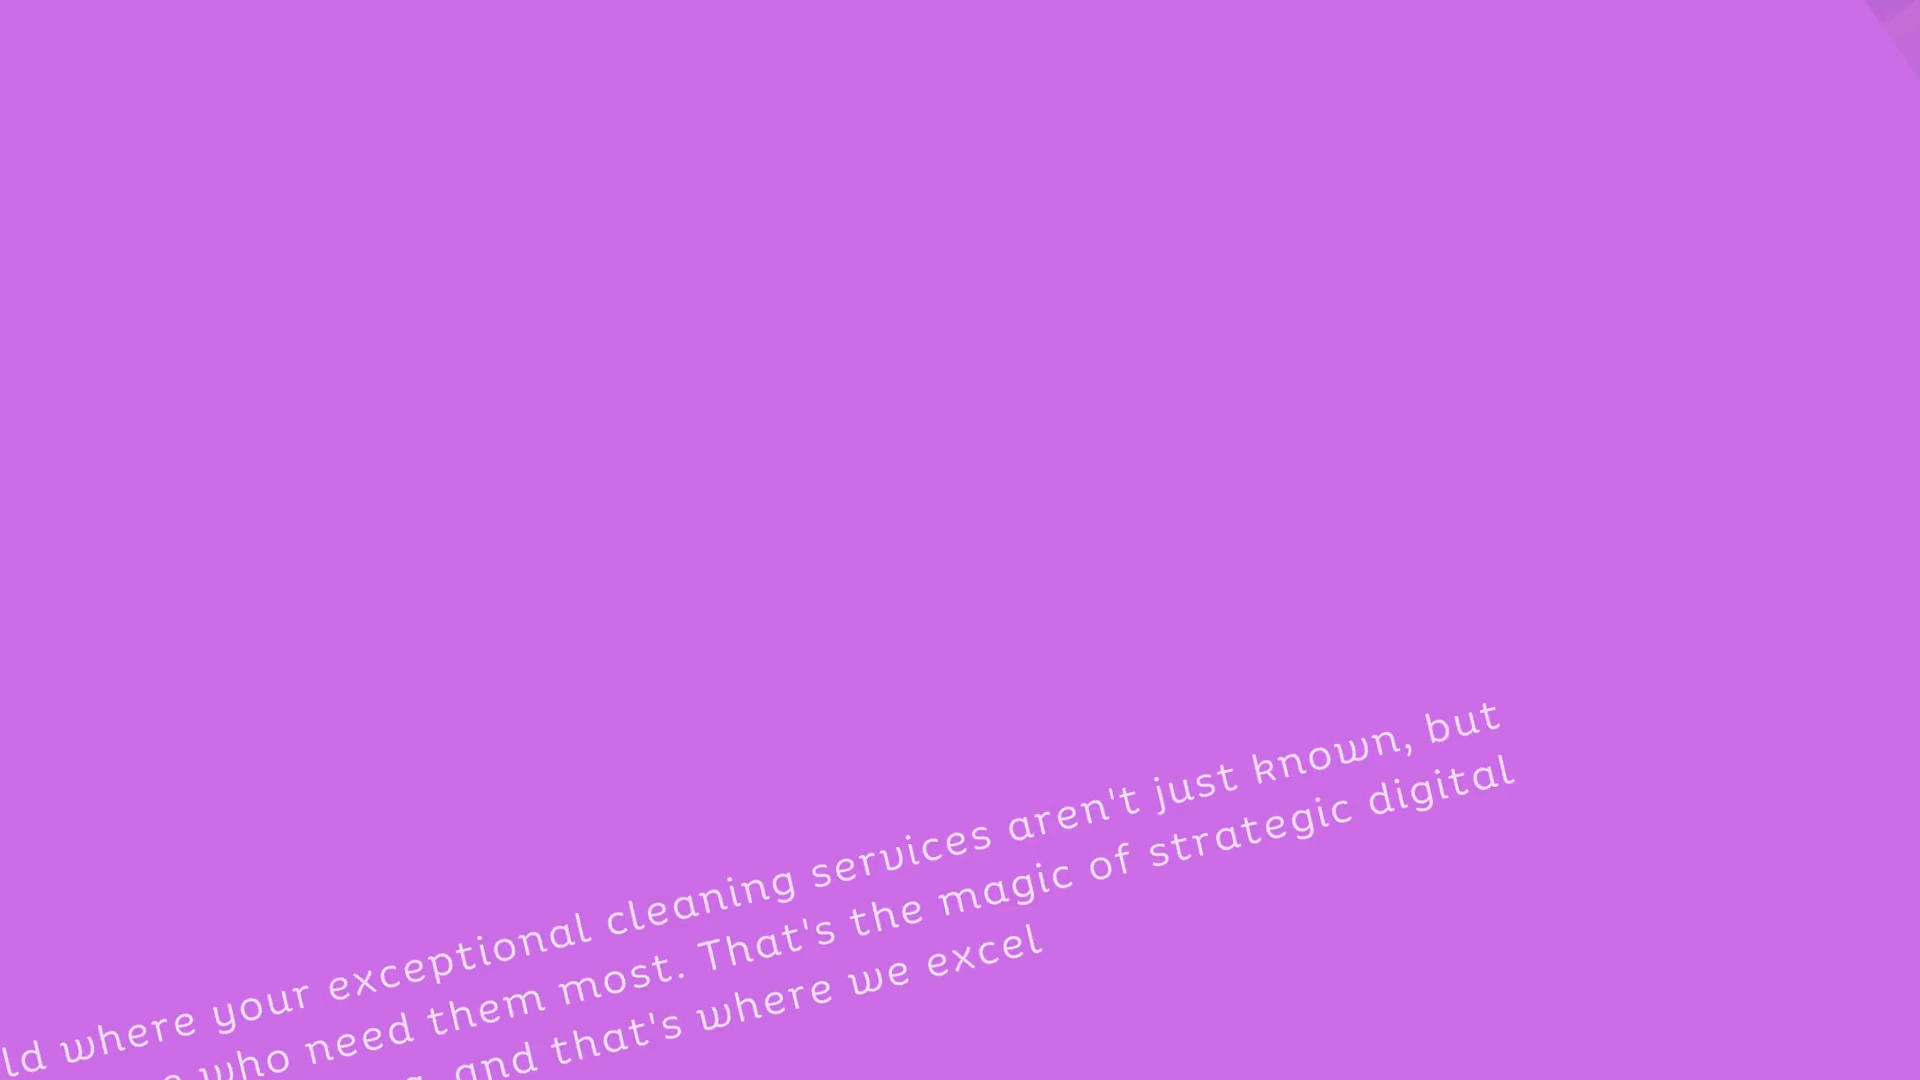 ld where your exceptional cleaning services aren't just known, but
who need them most. That's the magic of strategic digital
and that's where we excel